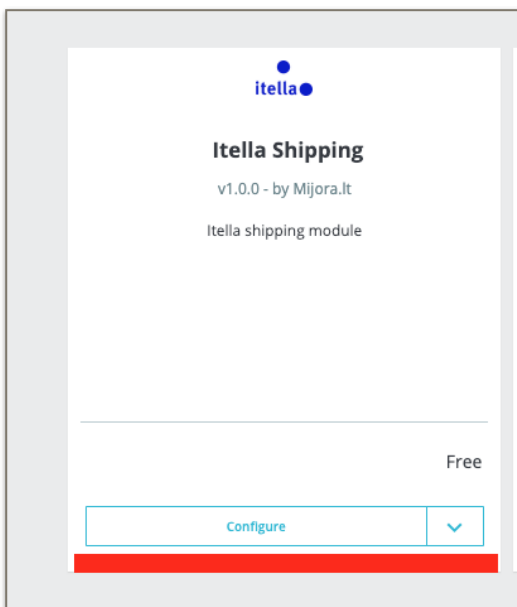 itella
Itella Shipping
v1.0.0 - by Mijora.lt
Itella shipping module
Free
Configure